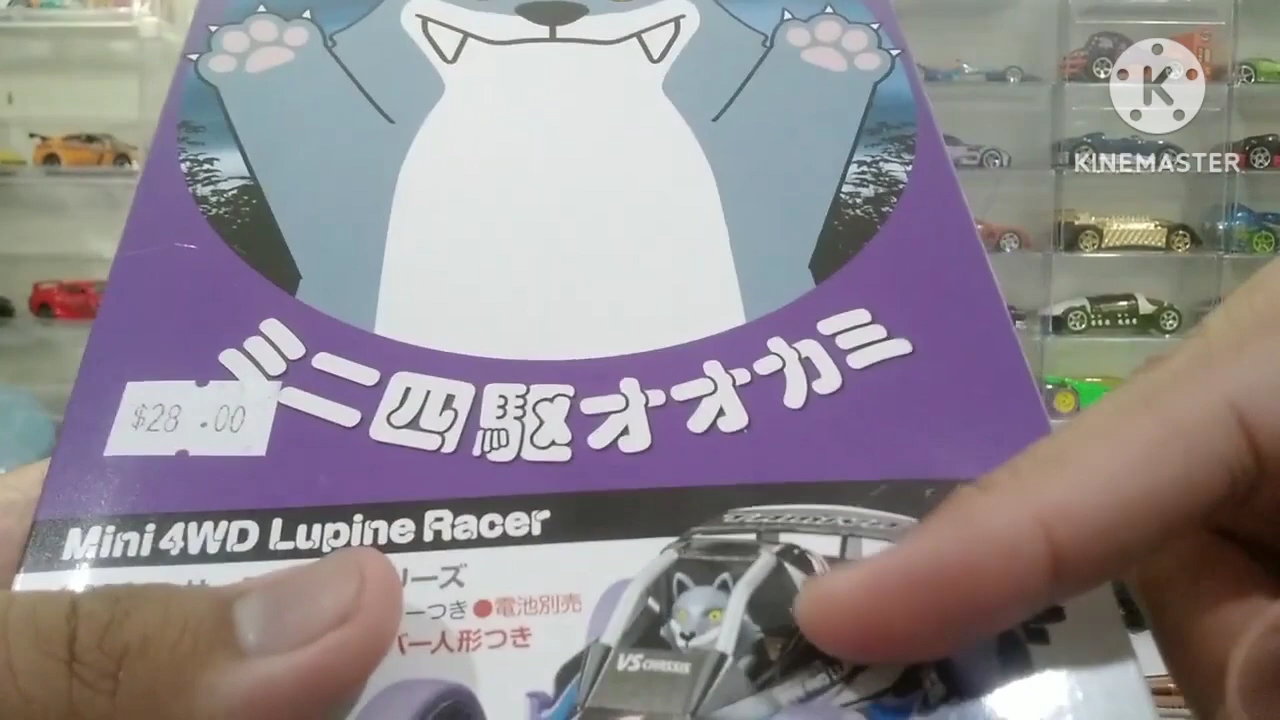 K
KINEMASTER
ミニ四駆オオカミ
$28.00
Mini 4WD Lupine Racer
リーズ
ーつき ●電池別売
バー人形つき
VS CHASSIS